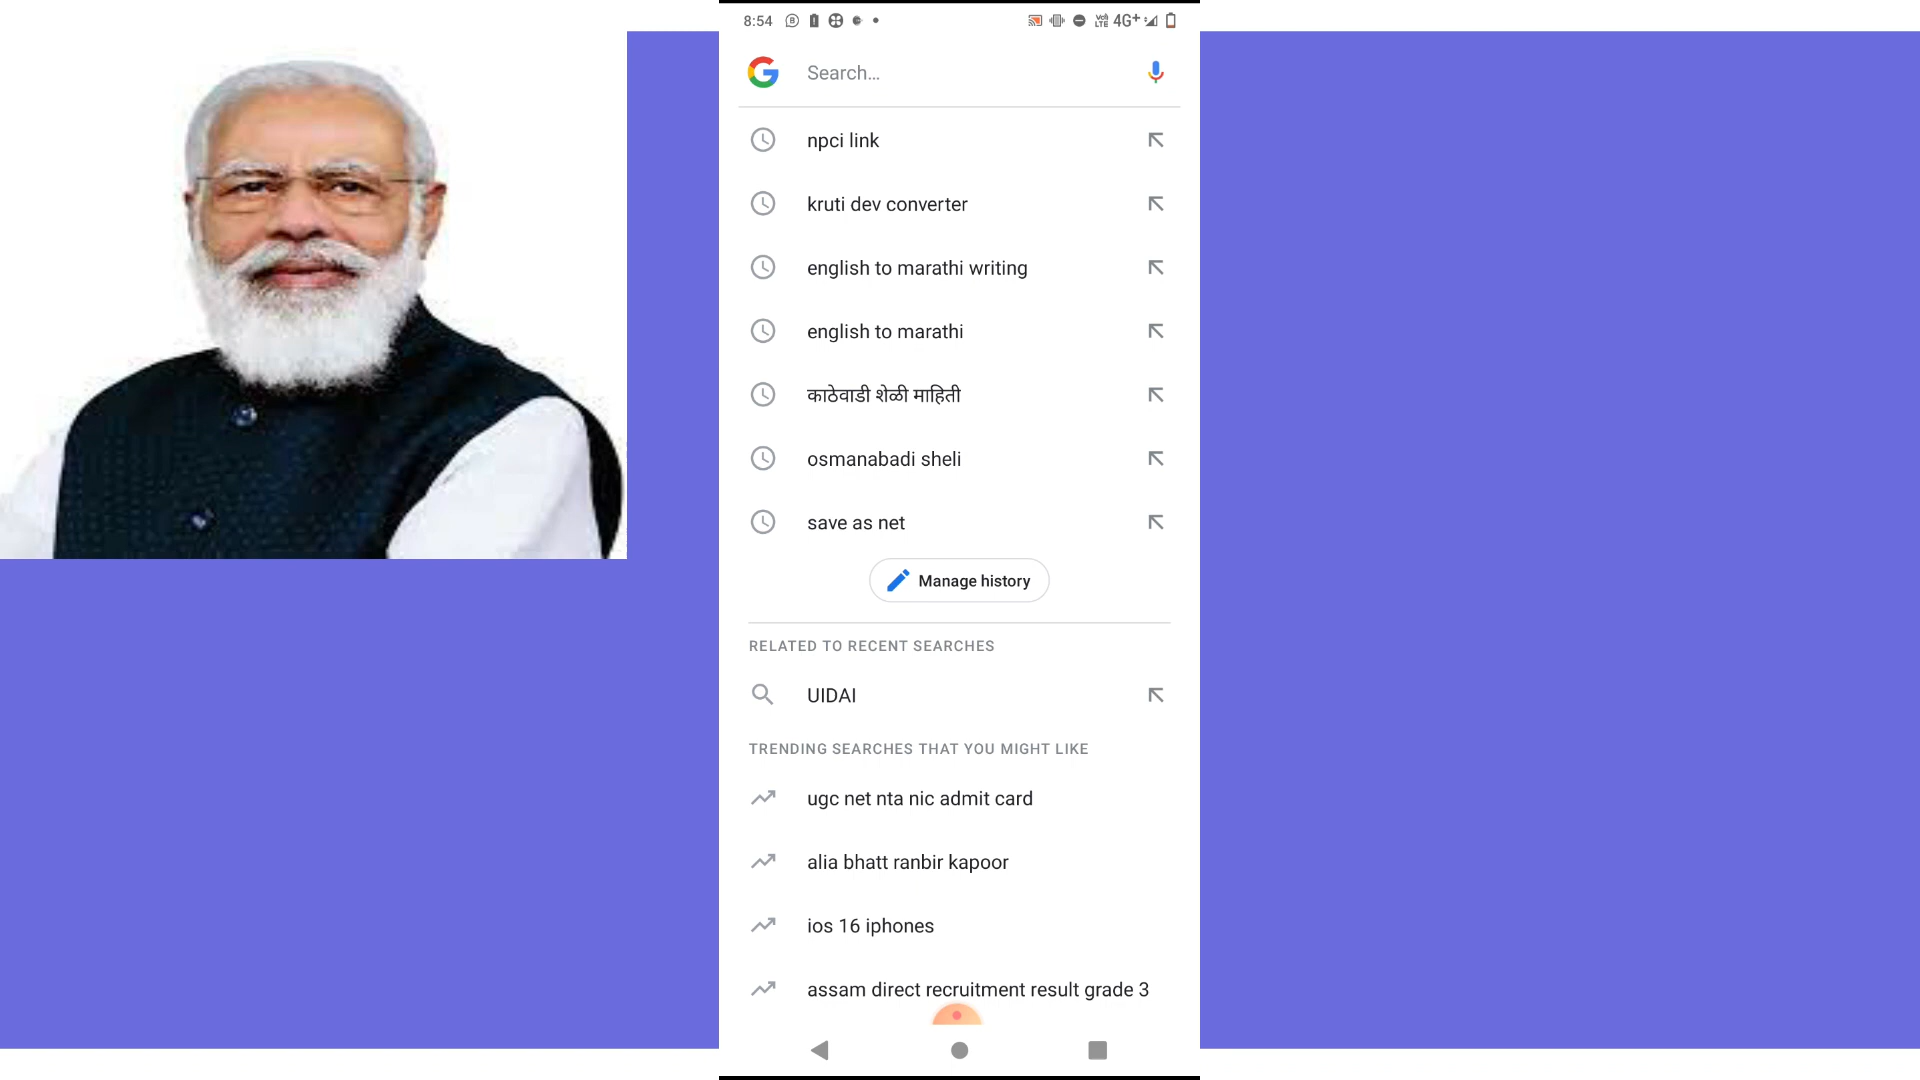 8:54
VoLTE 4G+
Search...
npci link
kruti dev converter
english to marathi writing
english to marathi
काठेवाडी शेळी माहिती
osmanabadi sheli
save as net
Manage history
RELATED TO RECENT SEARCHES
UIDAI
TRENDING SEARCHES THAT YOU MIGHT LIKE
ugc net nta nic admit card
alia bhatt ranbir kapoor
ios 16 iphones
assam direct recruitment result grade 3